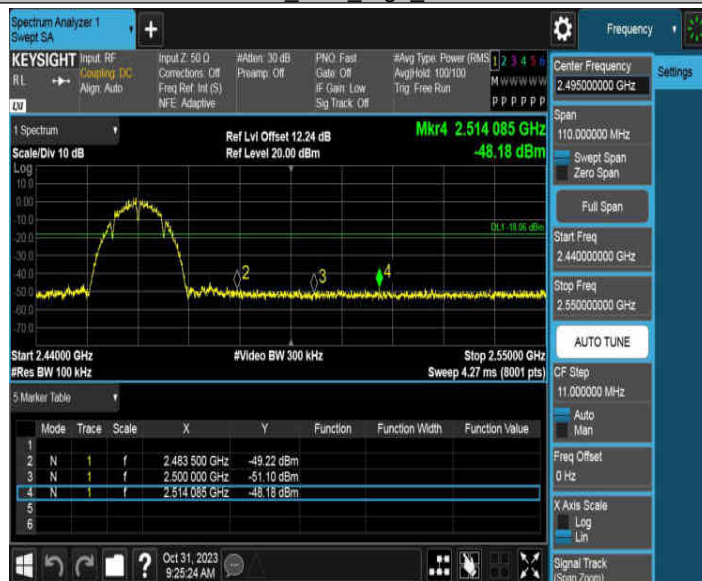 Spectrum Analyzer 1
Swept SA
+
Frequency
KEYSIGHT
RL
LXI
Input: RF
Coupling: DC
Align: Auto
Input Z: 50 Ω
Corrections: Off
Freq Ref: Int (S)
NFE: Adaptive
#Atten: 30 dB
Preamp: Off
PNO: Fast
Gate: Off
IF Gain: Low
Sig Track: Off
#Avg Type: Power (RMS
Avg|Hold: 100/100
Trig: Free Run
1 2 3 4 5 6
M W W W W W
P P P P P P
1 Spectrum
Scale/Div 10 dB
Ref Lvl Offset 12.24 dB
Ref Level 20.00 dBm
Mkr4 2.514 085 GHz
-48.18 dBm
Log
10.0
0.00
-10.0
-20.0
-30.0
-40.0
-50.0
-60.0
-70.0
DL1 -18.06 dBm
2
3
4
Start 2.44000 GHz
#Res BW 100 kHz
#Video BW 300 kHz
Stop 2.55000 GHz
Sweep 4.27 ms (8001 pts)
5 Marker Table
Mode Trace Scale X Y Function Function Width Function Value
1
2 N 1 f 2.483 500 GHz -49.22 dBm
3 N 1 f 2.500 000 GHz -51.10 dBm
4 N 1 f 2.514 085 GHz -48.18 dBm
5
6
?
Oct 31, 2023
9:25:24 AM
Center Frequency
2.495000000 GHz
Settings
Span
110.000000 MHz
Swept Span
Zero Span
Full Span
Start Freq
2.440000000 GHz
Stop Freq
2.550000000 GHz
AUTO TUNE
CF Step
11.000000 MHz
Auto
Man
Freq Offset
0 Hz
X Axis Scale
Log
Lin
Signal Track
(Span Zoom)